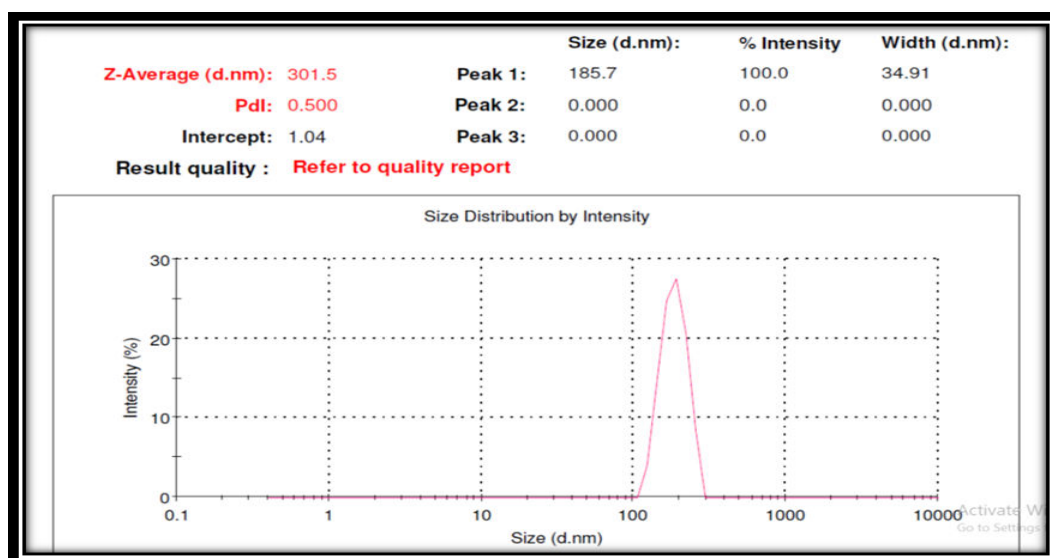 Size (d.nm): % Intensity Width (d.nm):
Z-Average (d.nm): 301.5 Peak 1: 185.7 100.0 34.91
PdI: 0.500 Peak 2: 0.000 0.0 0.000
Intercept: 1.04 Peak 3: 0.000 0.0 0.000
Result quality : Refer to quality report
Size Distribution by Intensity
30
20
10
0
Intensity (%)
0.1 1 10 100 1000 10000
Size (d.nm)
Activate W
Go to Settings